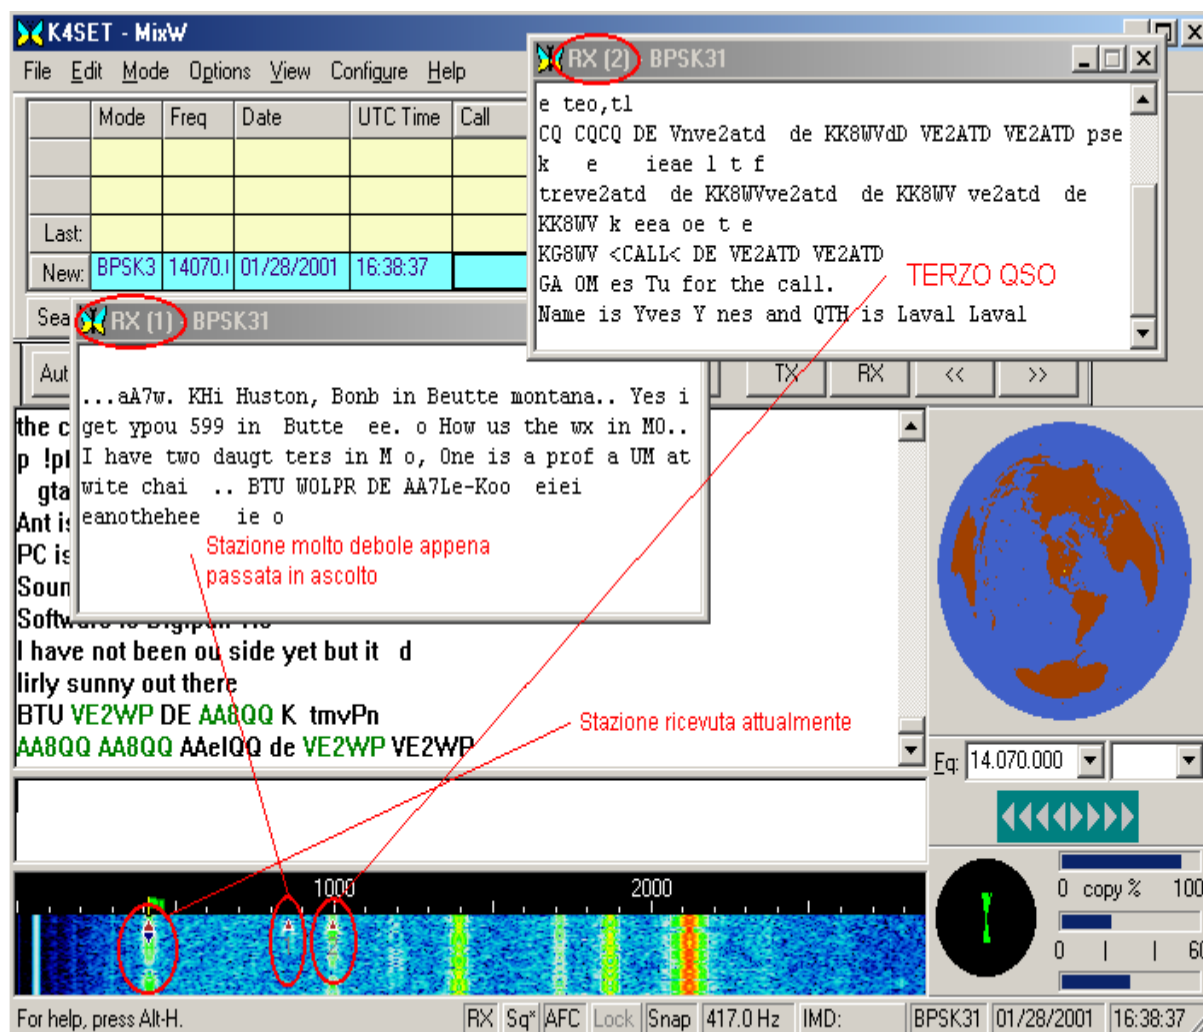 K4SET - MixW
File Edit Mode Options View Configure Help
Mode Freq Date UTC Time Call
Last:
New: BPSK3 14070. 01/28/2001 16:38:37
Sea
RX (2) - BPSK31
e teo,tl
CQ CQCQ DE Vnve2atd de KK8WVdD VE2ATD VE2ATD pse
k e ieae l t f
treve2atd de KK8WVve2atd de KK8WV ve2atd de
KK8WV k eea oe t e
KG8WV <CALL< DE VE2ATD VE2ATD
GA OM es Tu for the call.
Name is Yves Y nes and QTH is Laval Laval
TERZO QSO
RX (1) - BPSK31
...aA7w. KHi Huston, Bonb in Beutte montana.. Yes i
get ypou 599 in Butte ee. o How us the wx in MO..
I have two daugt ters in M o, One is a prof a UM at
wite chai .. BTU WOLPR DE AA7Le-Koo eiei
eanothehee ie o
Stazione molto debole appena
passata in ascolto
Aut TX RX << >>
the c
p !pl
gta
Ant is
PC is
Soun
Softw
I have not been ou side yet but it d
lirly sunny out there
BTU VE2WP DE AA8QQ K tmvPn
AA8QQ AA8QQ AAelQQ de VE2WP VE2WP
Stazione ricevuta attualmente
Fq: 14.070.000
1000 2000
0 copy % 100
0 60
For help, press Alt-H. RX Sq* AFC Lock Snap 417.0 Hz IMD: BPSK31 01/28/2001 16:38:37